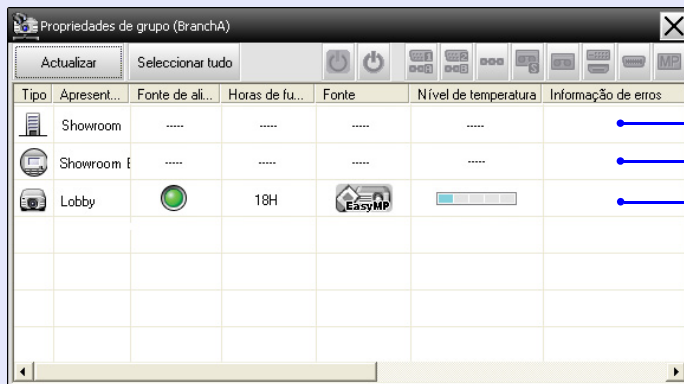 Propriedades de grupo (BranchA)
Actualizar Seleccionar tudo MP
Tipo Apresent... Fonte de ali... Horas de fu... Fonte Nível de temperatura Informação de erros
Showroom ----- ----- ----- -----
Showroom E ----- ----- ----- -----
Lobby 18H EasyMP